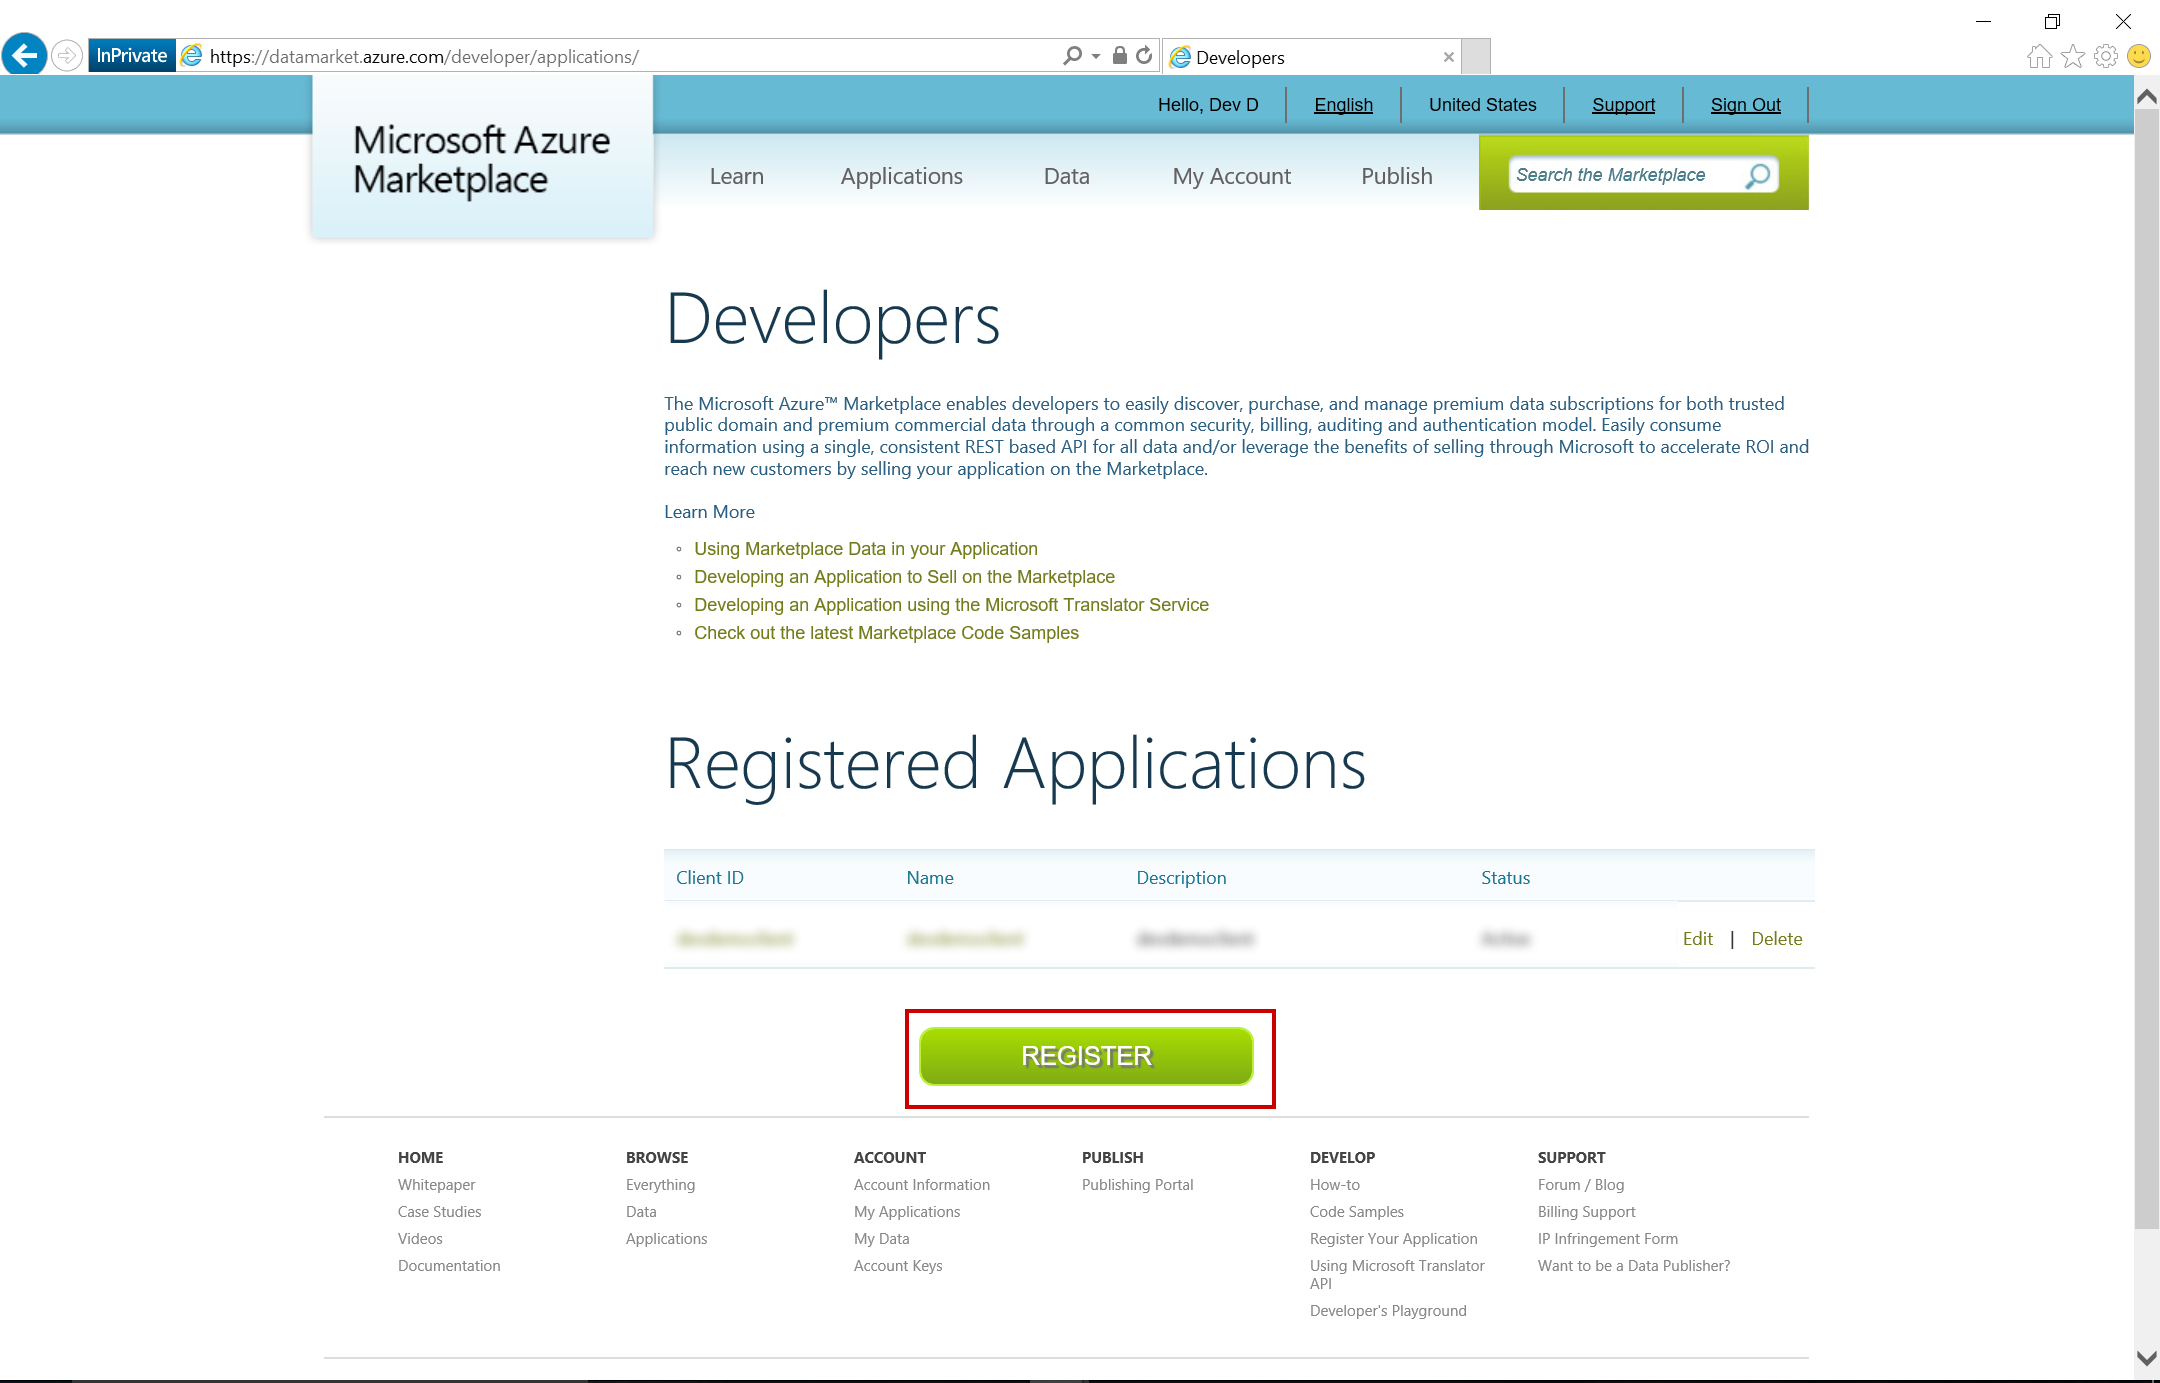 InPrivate https://datamarket.azure.com/developer/applications/ Developers
Hello, Dev D English United States Support Sign Out
Microsoft Azure
Marketplace
Learn Applications Data My Account Publish Search the Marketplace
Developers
The Microsoft Azure™ Marketplace enables developers to easily discover, purchase, and manage premium data subscriptions for both trusted
public domain and premium commercial data through a common security, billing, auditing and authentication model. Easily consume
information using a single, consistent REST based API for all data and/or leverage the benefits of selling through Microsoft to accelerate ROI and
reach new customers by selling your application on the Marketplace.
Learn More
Using Marketplace Data in your Application
Developing an Application to Sell on the Marketplace
Developing an Application using the Microsoft Translator Service
Check out the latest Marketplace Code Samples
Registered Applications
Client ID Name Description Status
Edit | Delete
REGISTER
HOME
Whitepaper
Case Studies
Videos
Documentation
BROWSE
Everything
Data
Applications
ACCOUNT
Account Information
My Applications
My Data
Account Keys
PUBLISH
Publishing Portal
DEVELOP
How-to
Code Samples
Register Your Application
Using Microsoft Translator
API
Developer's Playground
SUPPORT
Forum / Blog
Billing Support
IP Infringement Form
Want to be a Data Publisher?